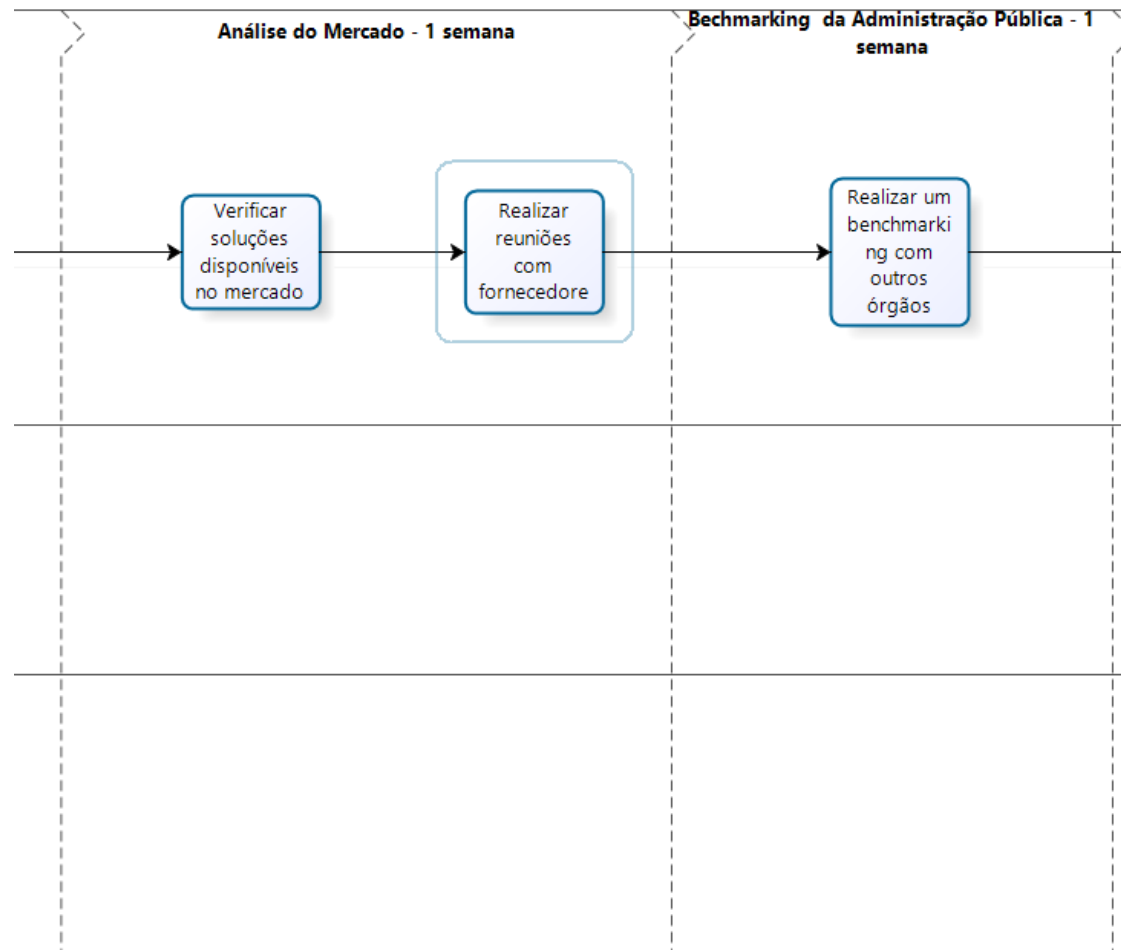 Análise do Mercado - 1 semana
Bechmarking da Administração Pública - 1
semana
Verificar
soluções
disponíveis
no mercado
Realizar
reuniões
com
fornecedore
Realizar um
benchmarki
ng com
outros
órgãos